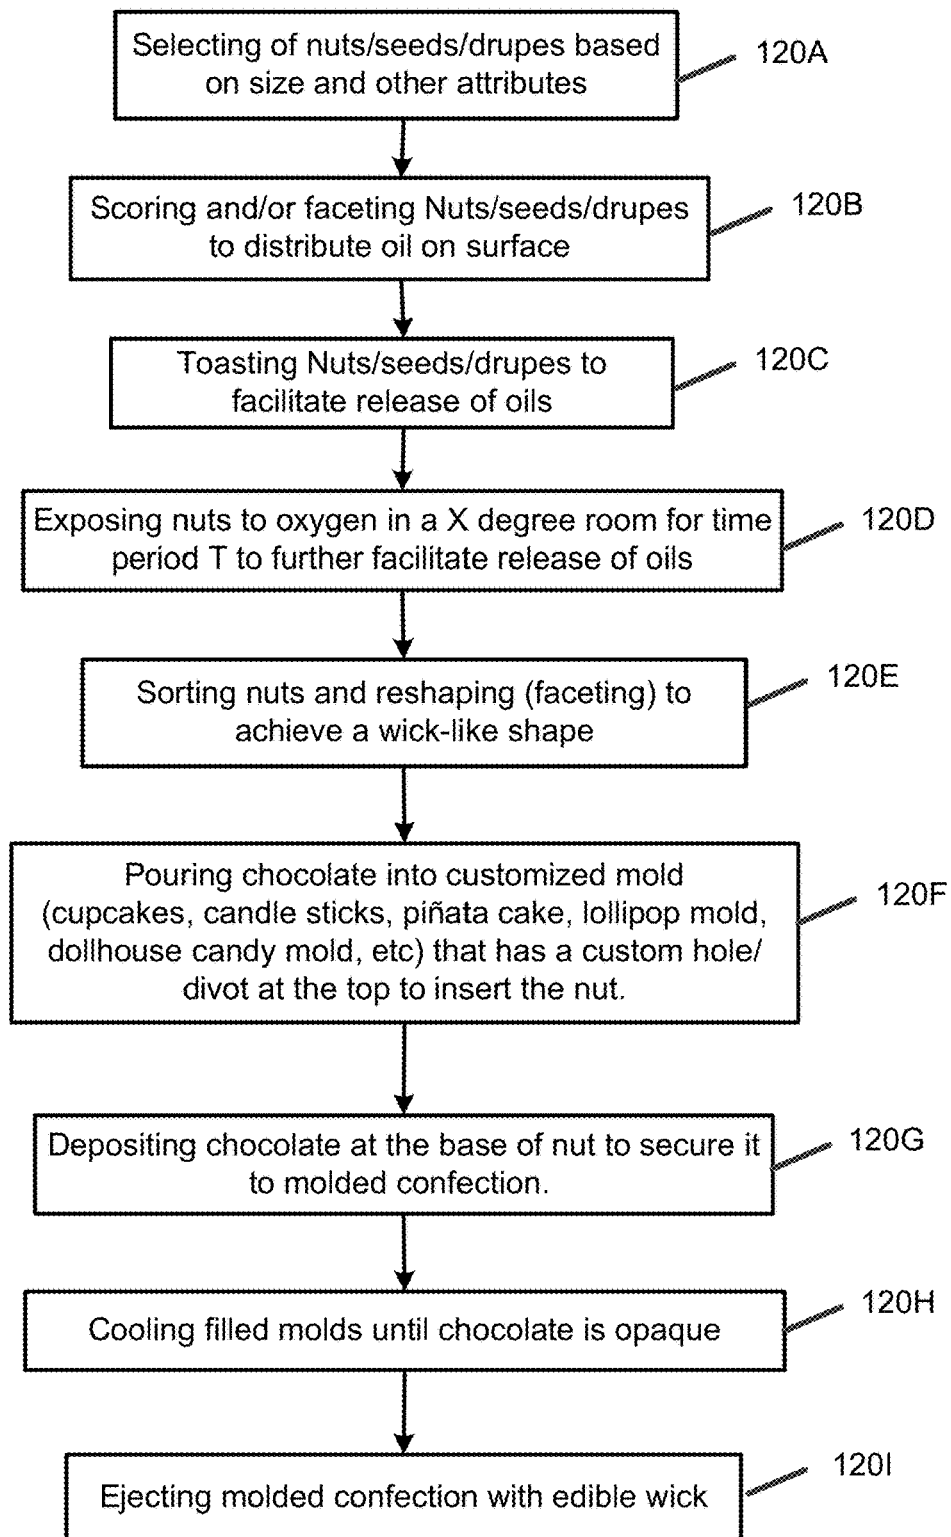 Selecting of nuts/seeds/drupes based
on size and other attributes
120A
Scoring and/or faceting Nuts/seeds/drupes
to distribute oil on surface
120B
Toasting Nuts/seeds/drupes to
facilitate release of oils
120C
Exposing nuts to oxygen in a X degree room for time
period T to further facilitate release of oils
120D
Sorting nuts and reshaping (faceting) to
achieve a wick-like shape
120E
Pouring chocolate into customized mold
(cupcakes, candle sticks, piñata cake, lollipop mold,
dollhouse candy mold, etc) that has a custom hole/
divot at the top to insert the nut.
120F
Depositing chocolate at the base of nut to secure it
to molded confection.
120G
Cooling filled molds until chocolate is opaque
120H
Ejecting molded confection with edible wick
120I